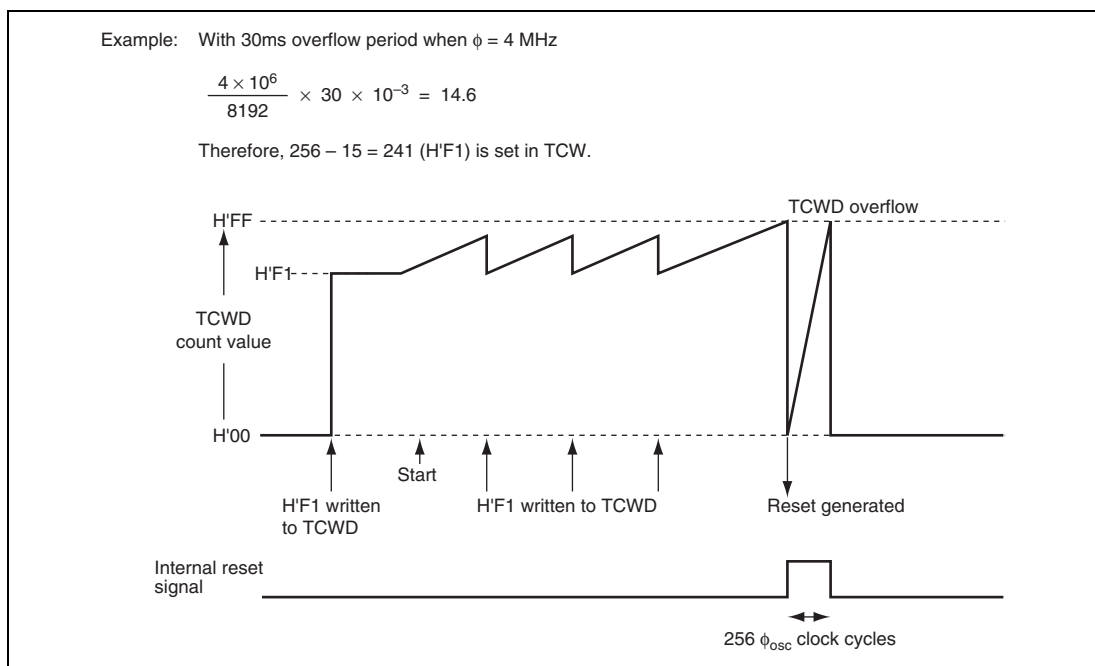 Example: With 30ms overflow period when ϕ = 4 MHz
4 × 10⁶
8192
× 30 × 10⁻³ = 14.6
Therefore, 256 – 15 = 241 (H'F1) is set in TCW.
TCWD overflow
H'FF
H'F1
TCWD
count value
H'00
Start
H'F1 written
to TCWD
H'F1 written to TCWD
Reset generated
Internal reset
signal
256 ϕosc clock cycles